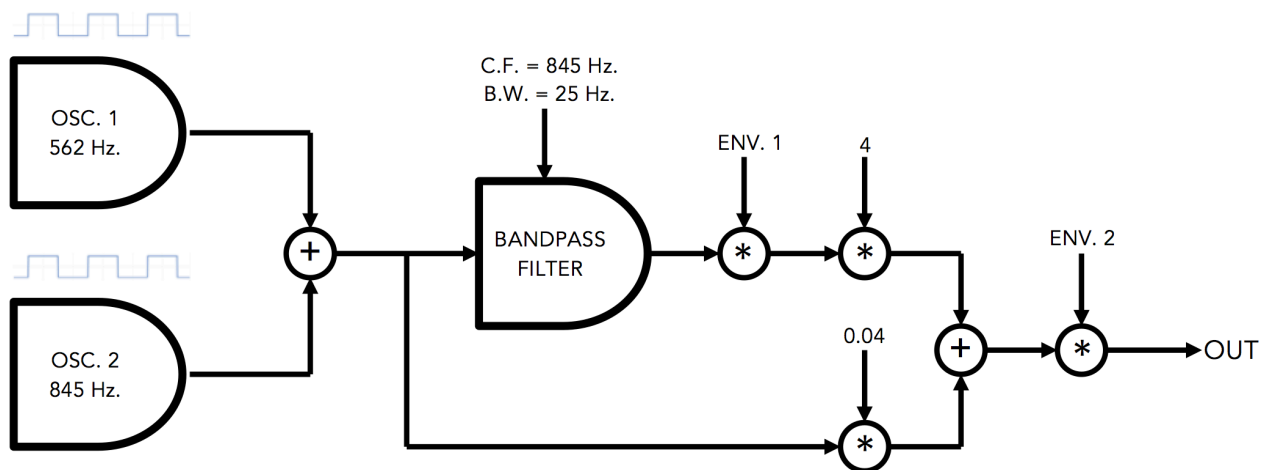 OSC. 1
562 Hz.
C.F. = 845 Hz.
B.W. = 25 Hz.
ENV. 1
4
+
BANDPASS
FILTER
*
*
ENV. 2
OSC. 2
845 Hz.
0.04
+
*
OUT
*